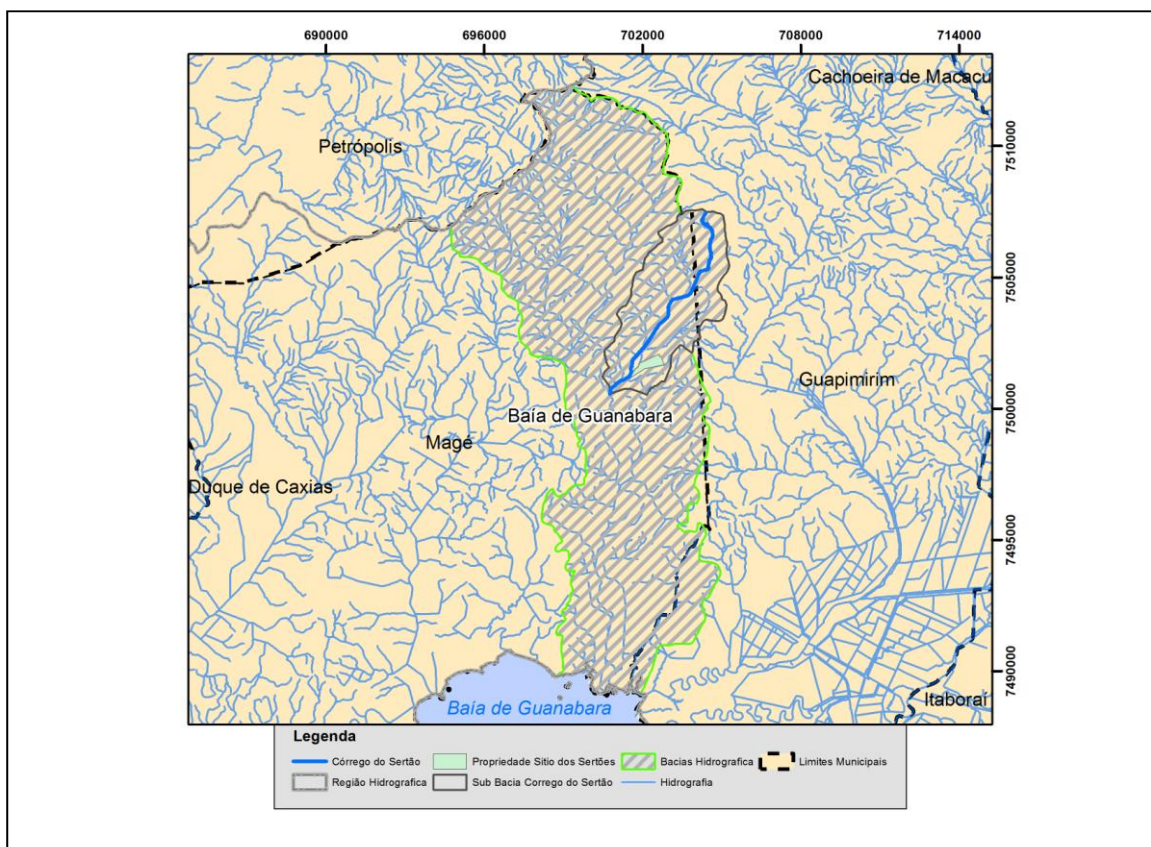 690000 696000 702000 708000 714000
Cachoeira de Macacu
Petrópolis
7510000
7505000
Guapimirim
7500000
Baía de Guanabara
Magé
Duque de Caxias
7495000
7490000
Itaboraí
Baía de Guanabara
Legenda
Córrego do Sertão Propriedade Sitio dos Sertões Bacias Hidrografica Limites Municipais
Região Hidrografica Sub Bacia Corrego do Sertão Hidrografia